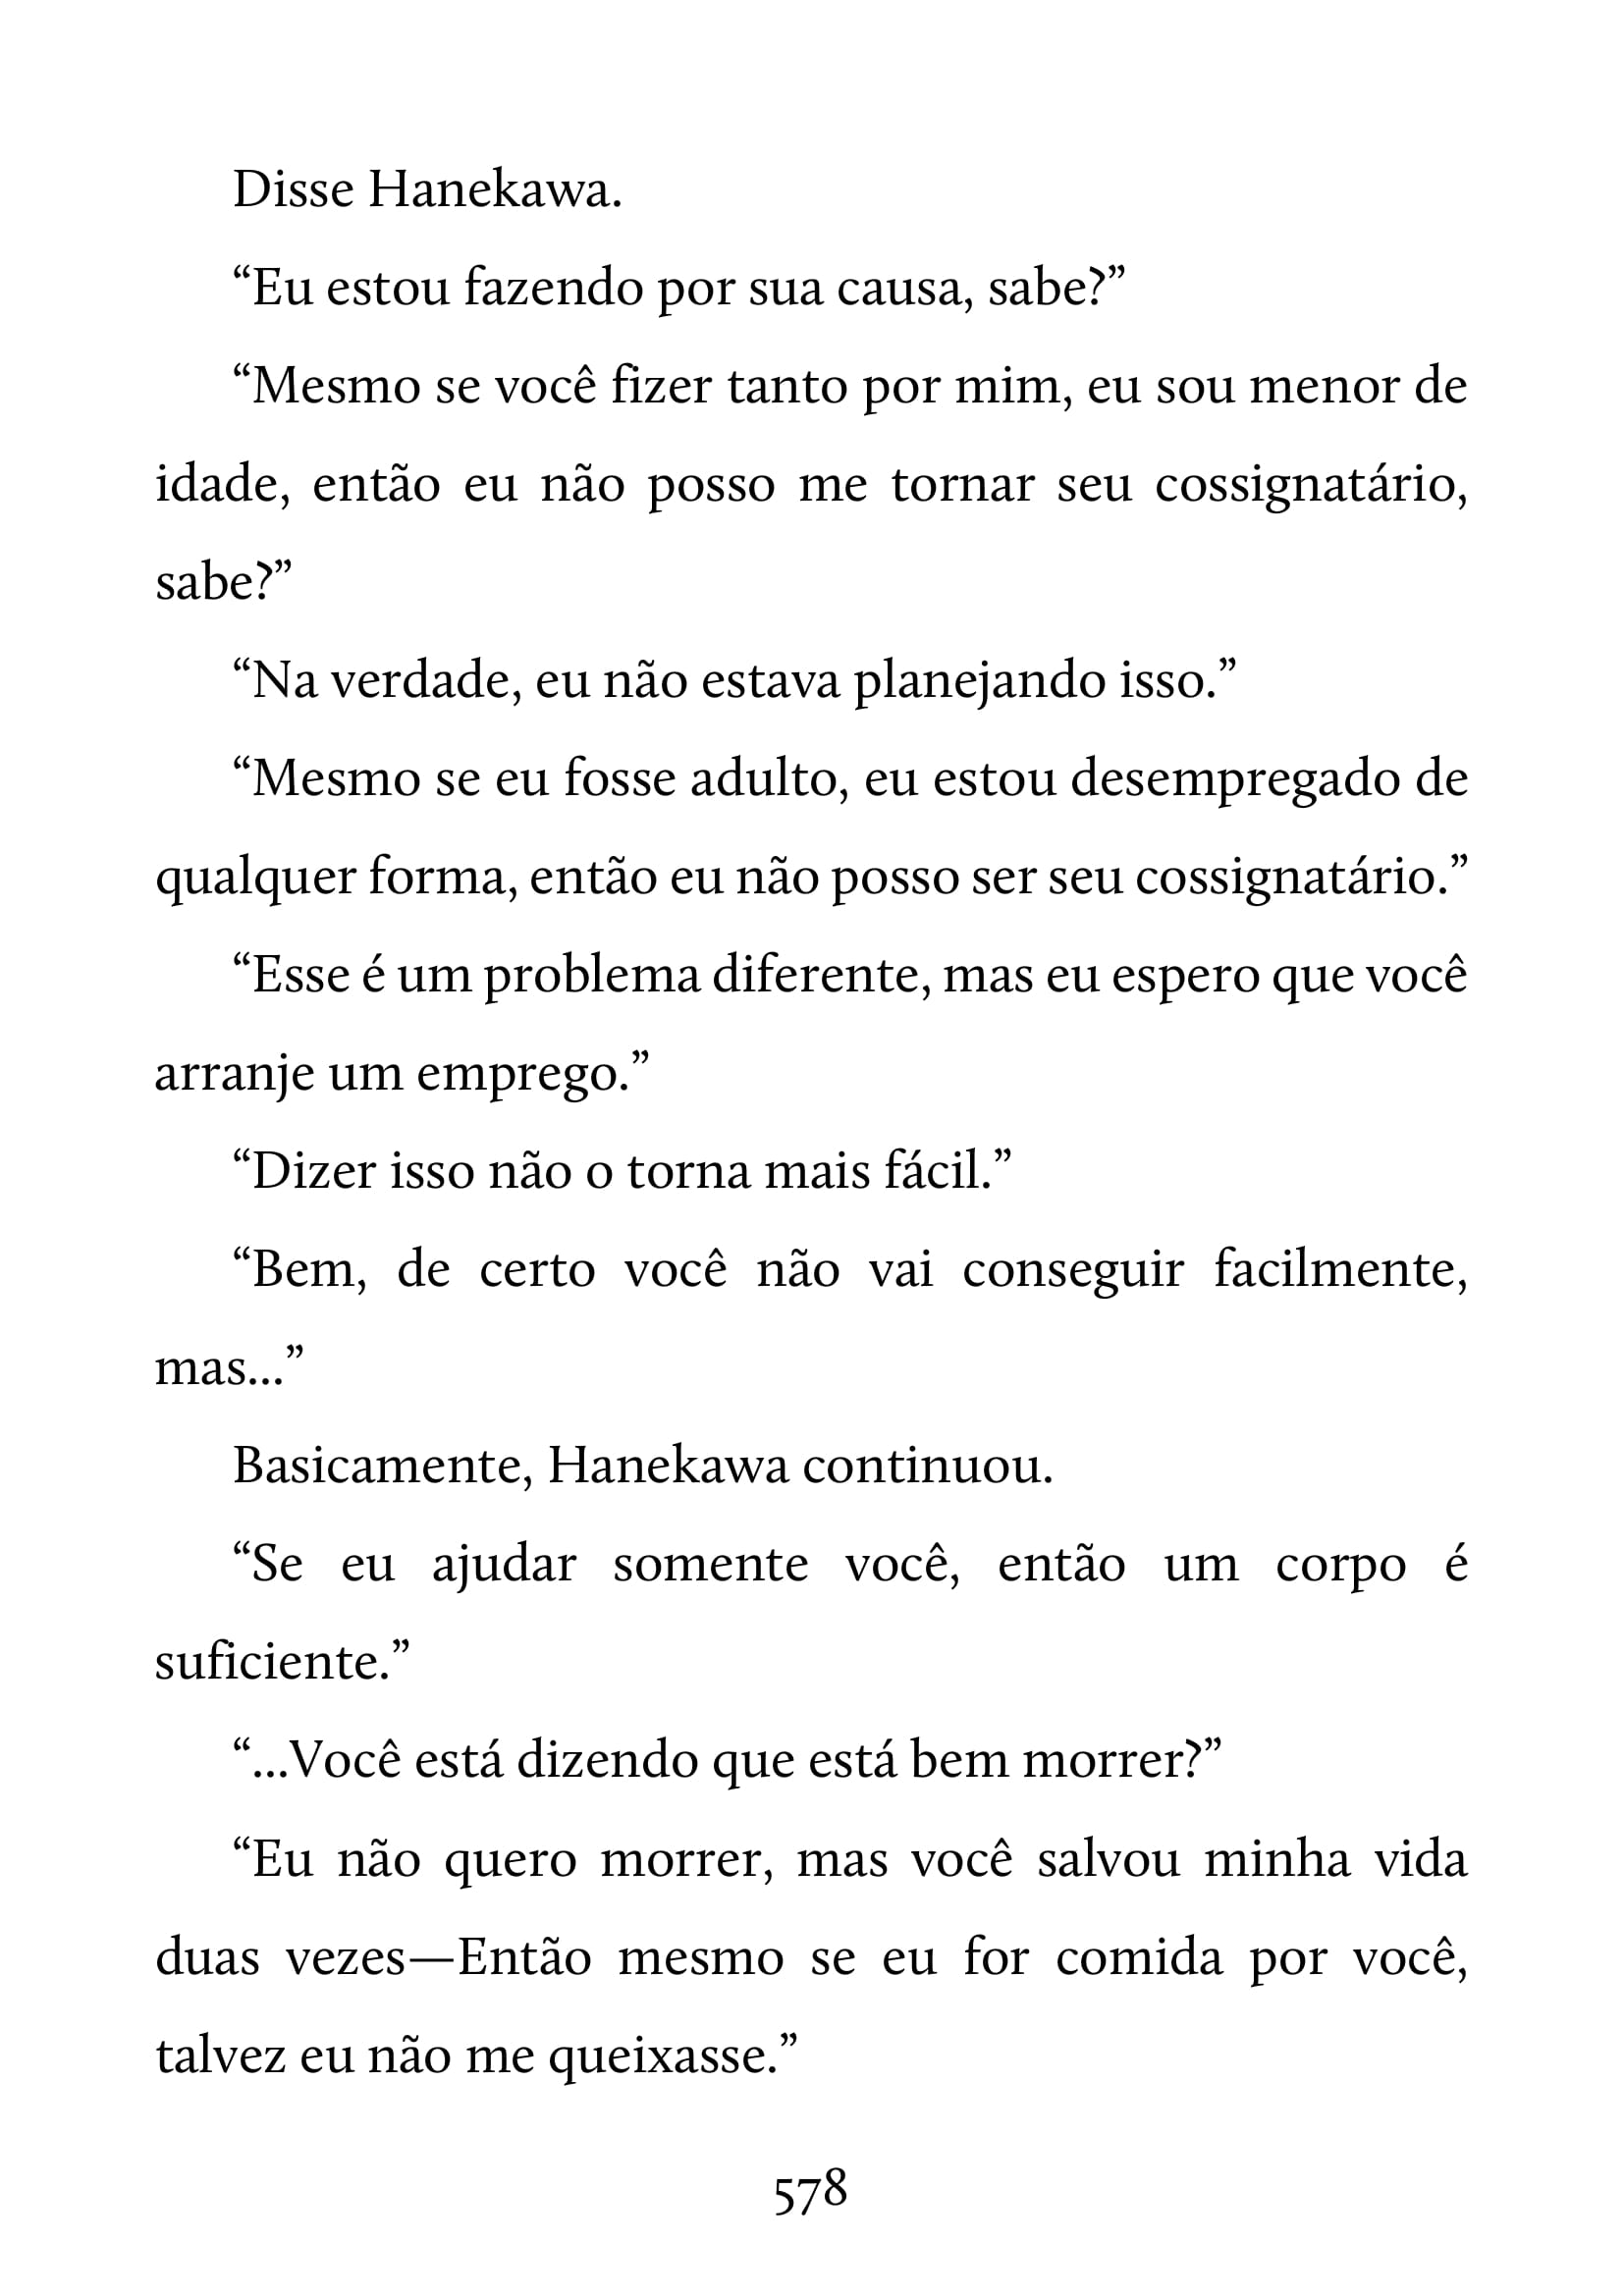 Disse Hanekawa.
“Eu estou fazendo por sua causa, sabe?”
“Mesmo se você fizer tanto por mim, eu sou menor de
idade, então eu não posso me tornar seu cossignatário,
sabe?”
“Na verdade, eu não estava planejando isso.”
“Mesmo se eu fosse adulto, eu estou desempregado de
qualquer forma, então eu não posso ser seu cossignatário.”
“Esse é um problema diferente, mas eu espero que você
arranje um emprego.”
“Dizer isso não o torna mais fácil.”
“Bem, de certo você não vai conseguir facilmente,
mas...”
Basicamente, Hanekawa continuou.
“Se eu ajudar somente você, então um corpo é
suficiente.”
“...Você está dizendo que está bem morrer?”
“Eu não quero morrer, mas você salvou minha vida
duas vezes—Então mesmo se eu for comida por você,
talvez eu não me queixasse.”
578